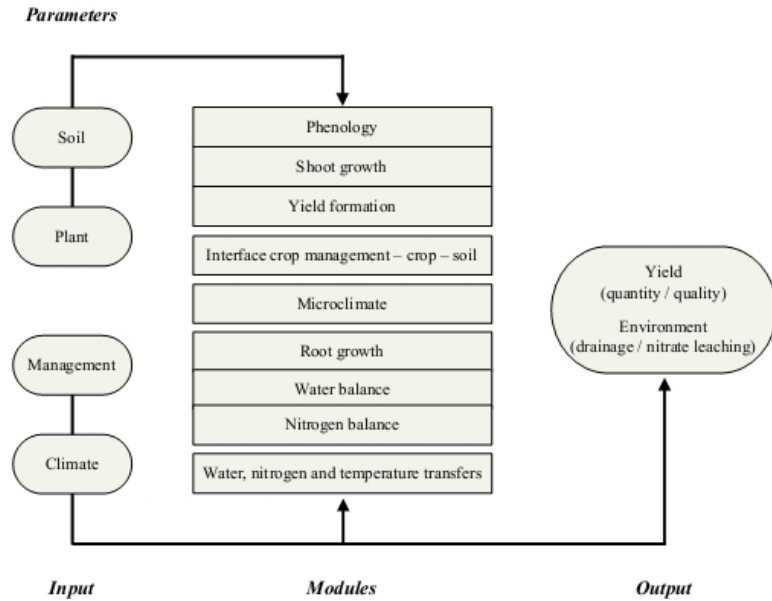 Parameters
Soil
Plant
Management
Climate
Phenology
Shoot growth
Yield formation
Interface crop management – crop – soil
Microclimate
Root growth
Water balance
Nitrogen balance
Water, nitrogen and temperature transfers
Yield
(quantity / quality)
Environment
(drainage / nitrate leaching)
Input
Modules
Output